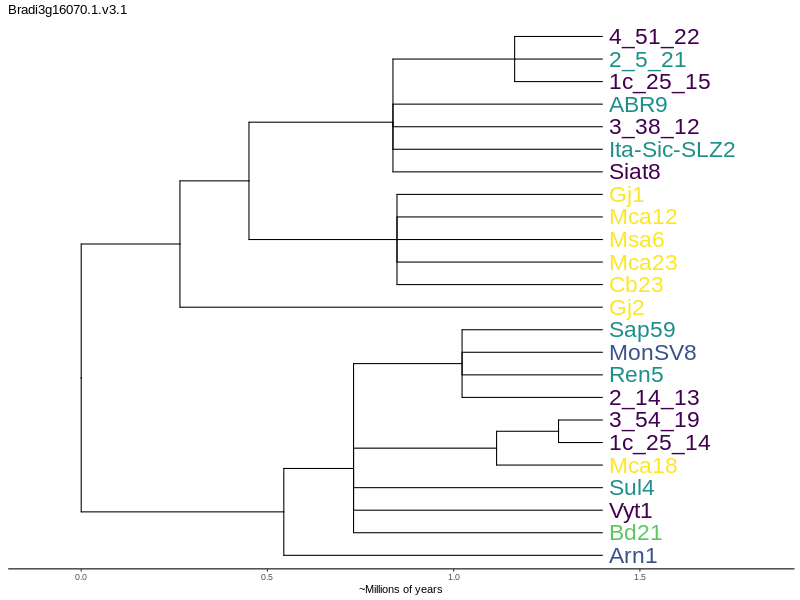 Bradi3g16070.1.v3.1
4_51_22
2_5_21
1c_25_15
ABR9
3_38_12
Ita-Sic-SLZ2
Siat8
Gj1
Mca12
Msa6
Mca23
Cb23
Gj2
Sap59
MonSV8
Ren5
2_14_13
3_54_19
1c_25_14
Mca18
Sul4
Vyt1
Bd21
Arn1
0.0 0.5 1.0 1.5
~Millions of years